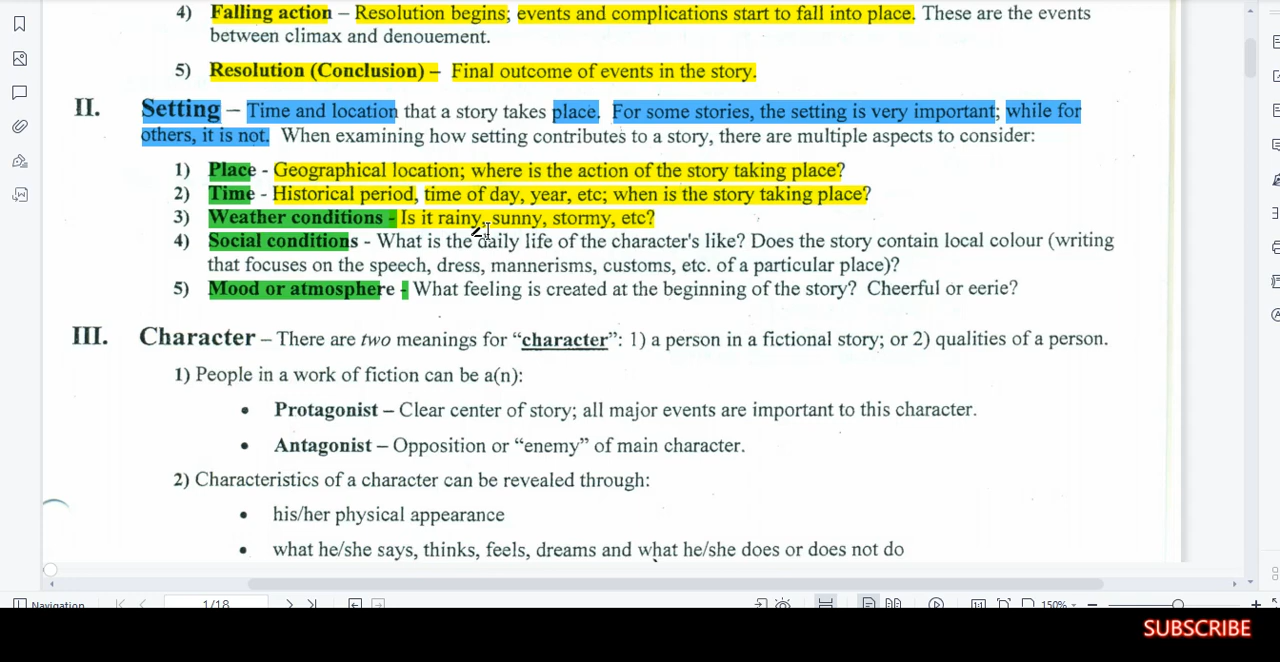 4) Falling action – Resolution begins; events and complications start to fall into place. These are the events
between climax and denouement.
5) Resolution (Conclusion) – Final outcome of events in the story.
II. Setting – Time and location that a story takes place. For some stories, the setting is very important; while for
others, it is not. When examining how setting contributes to a story, there are multiple aspects to consider:
1) Place - Geographical location; where is the action of the story taking place?
2) Time - Historical period, time of day, year, etc; when is the story taking place?
3) Weather conditions - Is it rainy, sunny, stormy, etc?
4) Social conditions - What is the daily life of the character's like? Does the story contain local colour (writing
that focuses on the speech, dress, mannerisms, customs, etc. of a particular place)?
5) Mood or atmosphere - What feeling is created at the beginning of the story? Cheerful or eerie?
III. Character – There are two meanings for “character”: 1) a person in a fictional story; or 2) qualities of a person.
1) People in a work of fiction can be a(n):
• Protagonist – Clear center of story; all major events are important to this character.
• Antagonist – Opposition or “enemy” of main character.
2) Characteristics of a character can be revealed through:
• his/her physical appearance
• what he/she says, thinks, feels, dreams and what he/she does or does not do
Navigation 1/18 150%
SUBSCRIBE